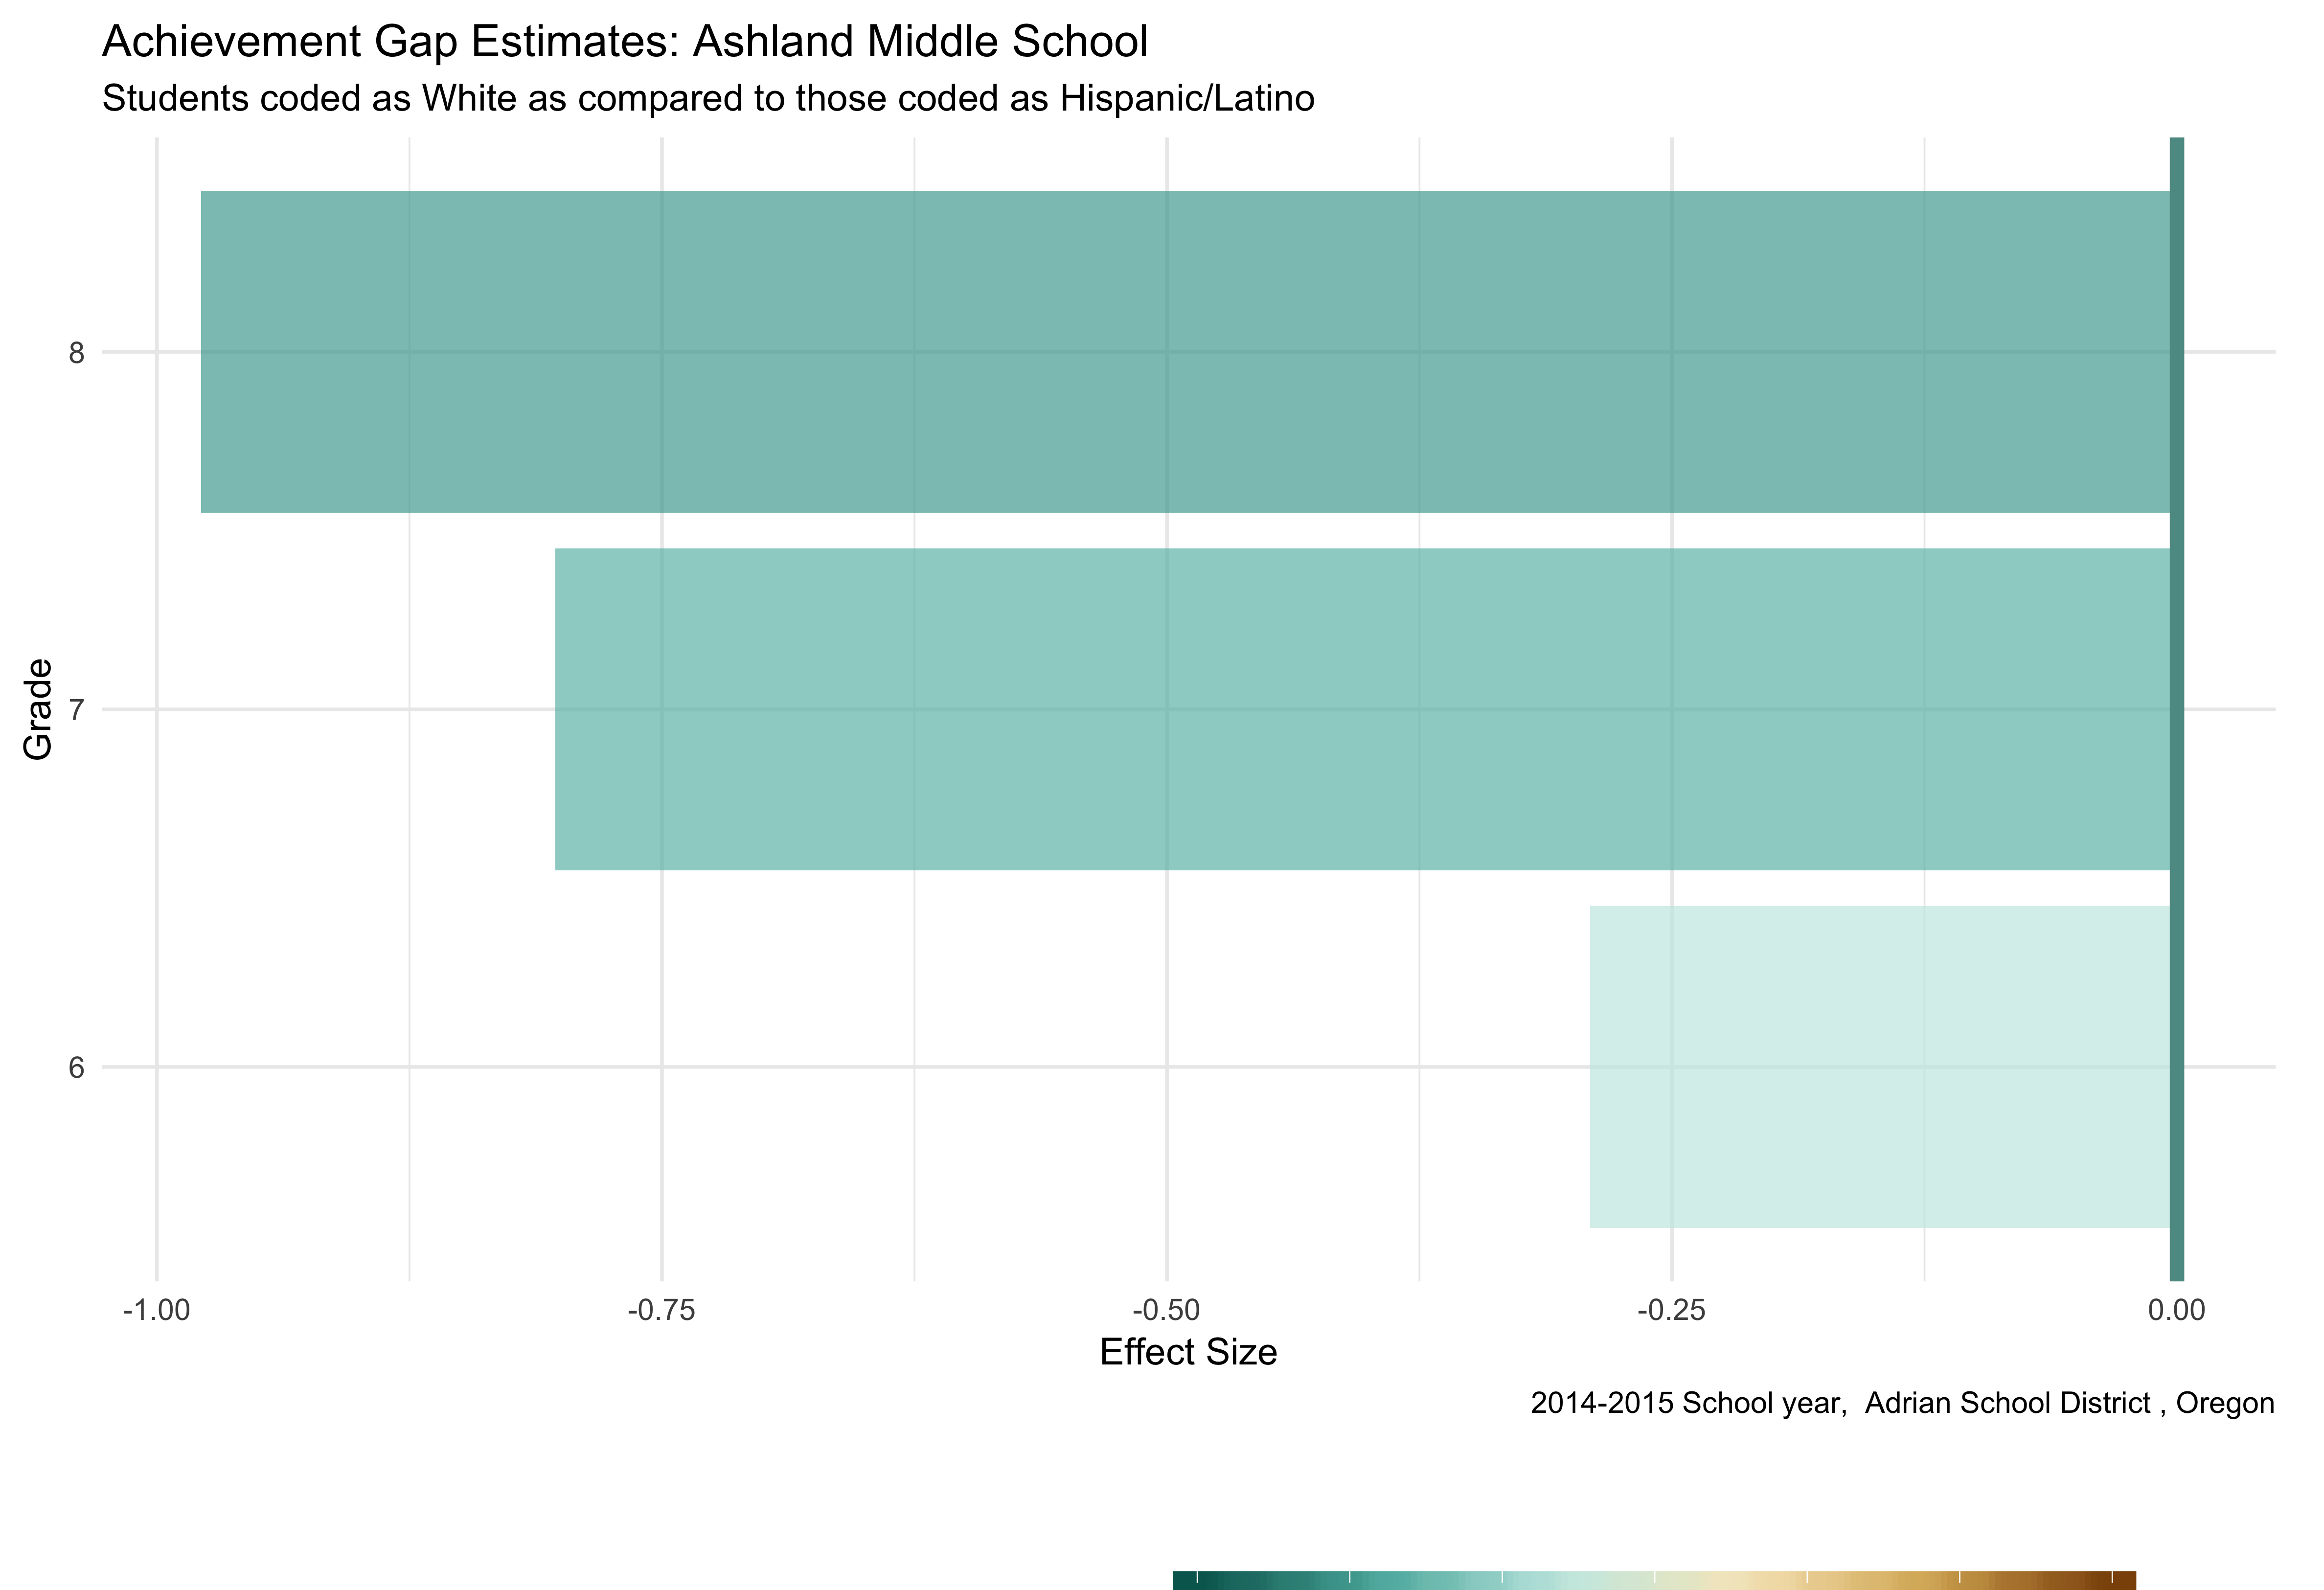 Achievement Gap Estimates: Ashland Middle School
Students coded as White as compared to those coded as Hispanic/Latino
8
7
6
Grade
-1.00 -0.75 -0.50 -0.25 0.00
Effect Size
2014-2015 School year,  Adrian School District , Oregon